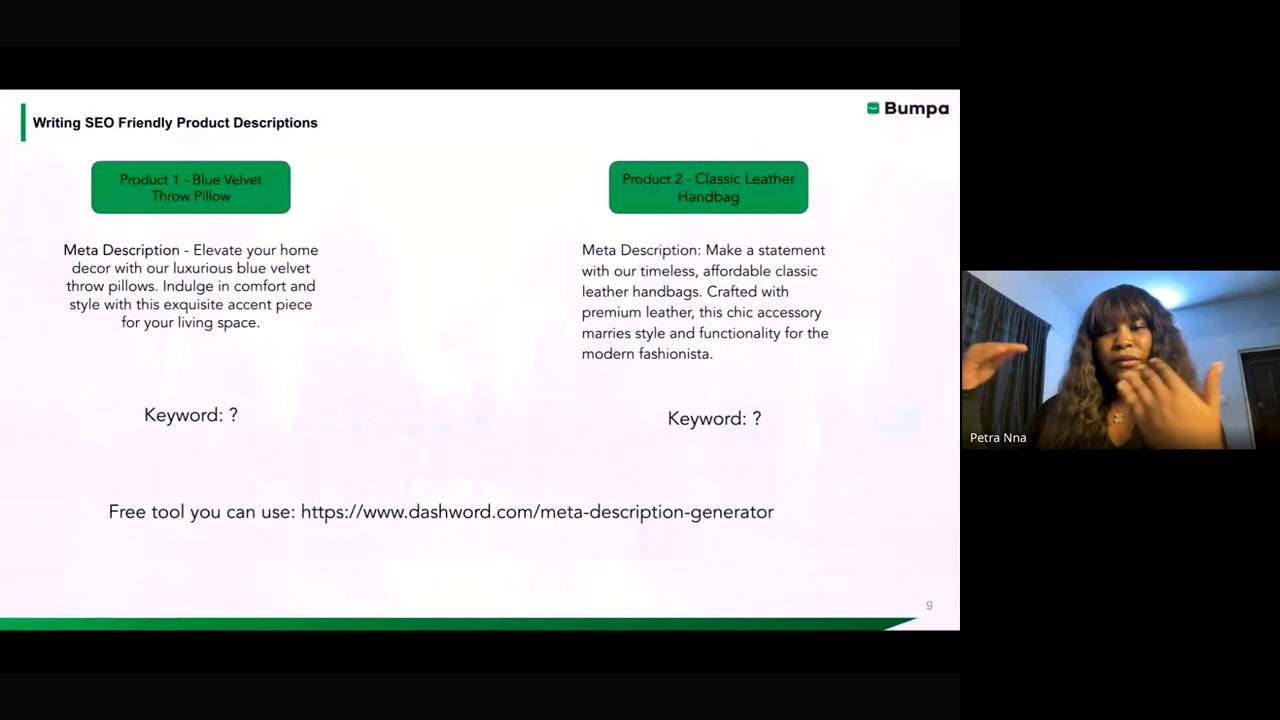 Writing SEO Friendly Product Descriptions
Bumpa
Product 1 - Blue Velvet
Throw Pillow
Meta Description - Elevate your home
decor with our luxurious blue velvet
throw pillows. Indulge in comfort and
style with this exquisite accent piece
for your living space.
Keyword: ?
Product 2 - Classic Leather
Handbag
Meta Description: Make a statement
with our timeless, affordable classic
leather handbags. Crafted with
premium leather, this chic accessory
marries style and functionality for the
modern fashionista.
Keyword: ?
Free tool you can use: https://www.dashword.com/meta-description-generator
9
Petra Nna